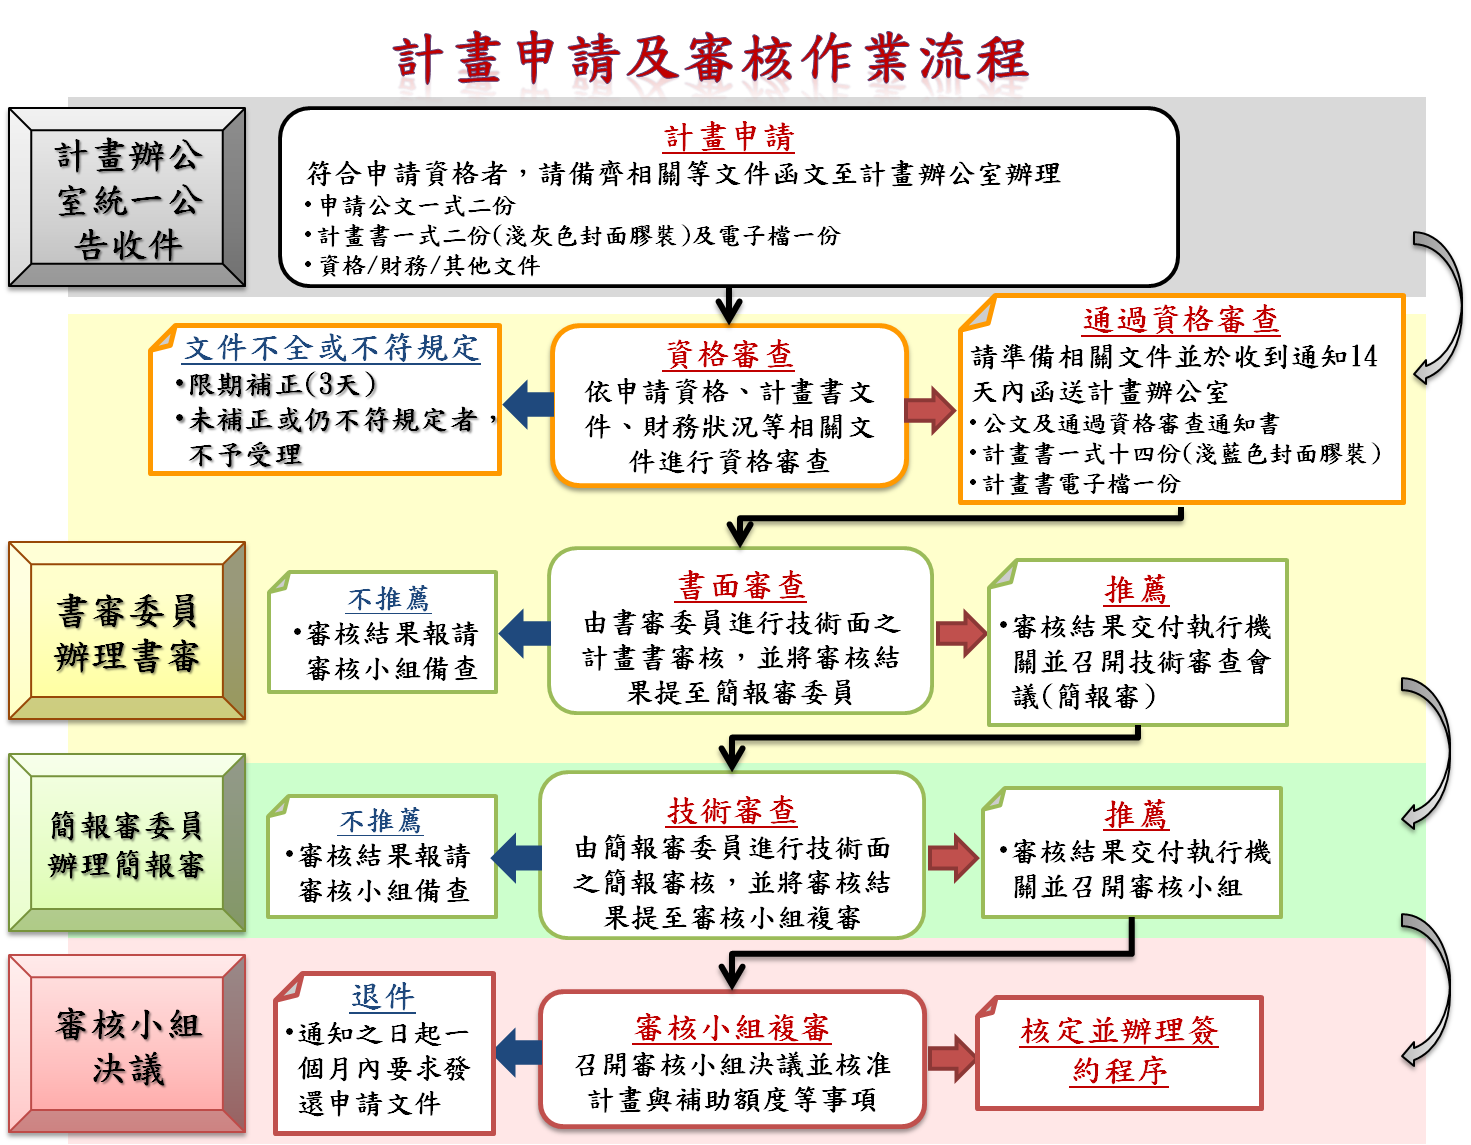 計畫申請及審核作業流程
計畫辦公
室統一公
告收件
計畫申請
符合申請資格者，請備齊相關等文件函文至計畫辦公室辦理
•申請公文一式二份
•計畫書一式二份(淺灰色封面膠裝)及電子檔一份
•資格/財務/其他文件
文件不全或不符規定
•限期補正(3天)
•未補正或仍不符規定者，
不予受理
資格審查
依申請資格、計畫書文
件、財務狀況等相關文
件進行資格審查
通過資格審查
請準備相關文件並於收到通知14
天內函送計畫辦公室
•公文及通過資格審查通知書
•計畫書一式十四份(淺藍色封面膠裝)
•計畫書電子檔一份
書審委員
辦理書審
不推薦
•審核結果報請
審核小組備查
書面審查
由書審委員進行技術面之
計畫書審核，並將審核結
果提至簡報審委員
推薦
•審核結果交付執行機
關並召開技術審查會
議(簡報審)
簡報審委員
辦理簡報審
不推薦
•審核結果報請
審核小組備查
技術審查
由簡報審委員進行技術面
之簡報審核，並將審核結
果提至審核小組複審
推薦
•審核結果交付執行機
關並召開審核小組
審核小組
決議
退件
•通知之日起一
個月內要求發
還申請文件
審核小組複審
召開審核小組決議並核准
計畫與補助額度等事項
核定並辦理簽
約程序